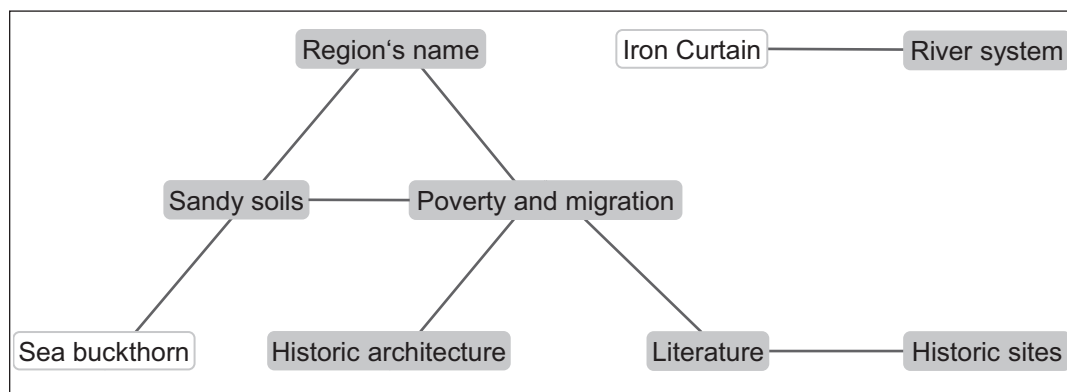 Region‘s name
Iron Curtain
River system
Sandy soils
Poverty and migration
Sea buckthorn
Historic architecture
Literature
Historic sites